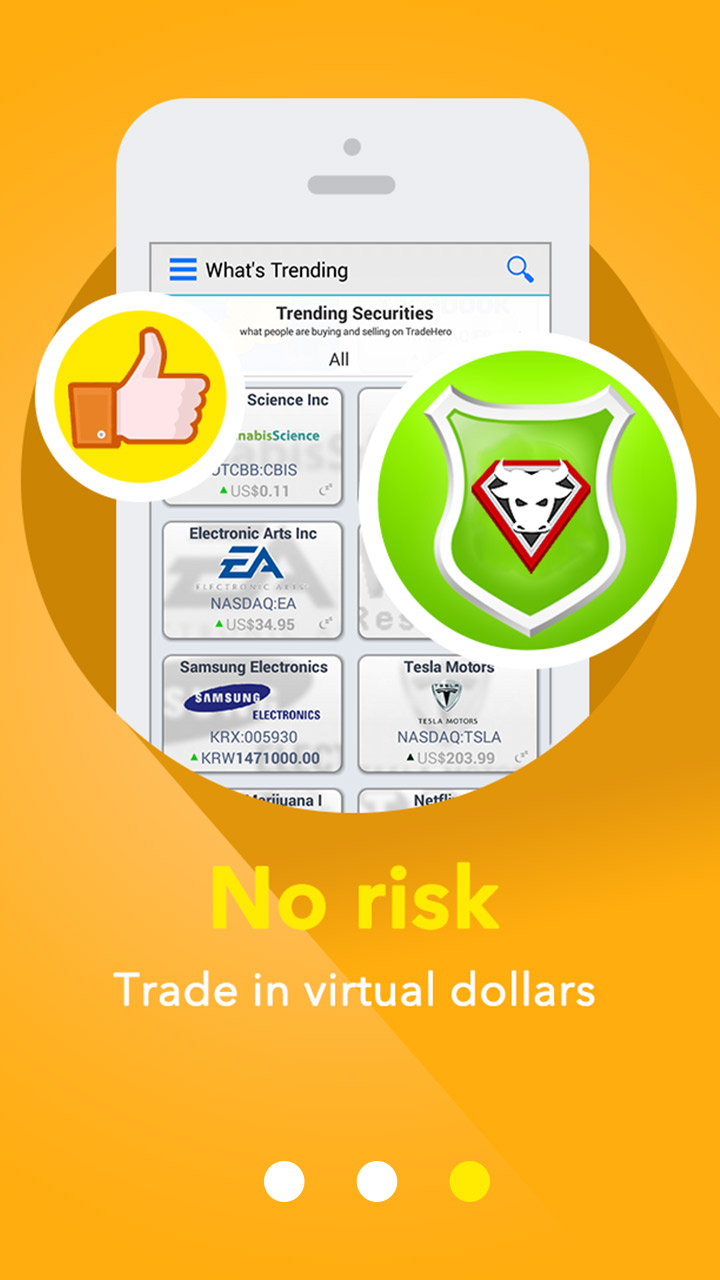 What's Trending
Trending Securities
what people are buying and selling on TradeHero
All
Science Inc
nabisScience
OTCBB:CBIS
US$0.11
Electronic Arts Inc
EA
ELECTRONIC ARTS
NASDAQ:EA
US$34.95
Samsung Electronics
SAMSUNG
ELECTRONICS
KRX:005930
KRW1471000.00
Tesla Motors
TESLA
TESLA MOTORS
NASDAQ:TSLA
US$203.99
Marijuana I
Netfli
No risk
Trade in virtual dollars